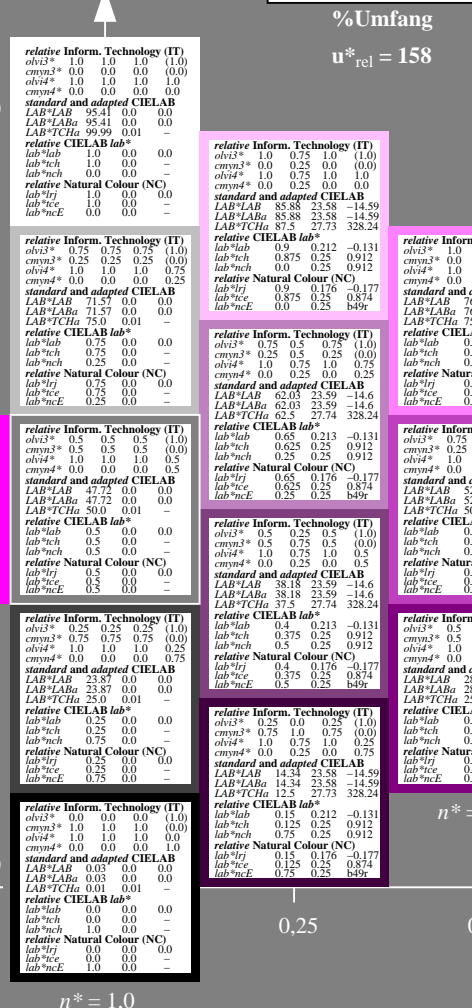 %Umfang
u*rel = 158
relative Inform. Technology (IT)
olvi3* 1.0 1.0 1.0 (1.0)
cmyn3* 0.0 0.0 0.0 (0.0)
olvi4* 1.0 1.0 1.0 1.0
cmyn4* 0.0 0.0 0.0 0.0
standard and adapted CIELAB
LAB*LAB 95.41 0.0 0.0
LAB*LABa 95.41 0.0 0.0
LAB*TCHa 99.99 0.01 –
relative CIELAB lab*
lab*lab 1.0 0.0 0.0
lab*tch 1.0 0.0 –
lab*nch 0.0 0.0 –
relative Natural Colour (NC)
lab*lrj 1.0 0.0 0.0
lab*tce 1.0 0.0 –
lab*ncE 0.0 0.0 –
relative Inform. Technology (IT)
olvi3* 0.75 0.75 0.75 (1.0)
cmyn3* 0.25 0.25 0.25 (0.0)
olvi4* 1.0 1.0 1.0 0.75
cmyn4* 0.0 0.0 0.0 0.25
standard and adapted CIELAB
LAB*LAB 71.57 0.0 0.0
LAB*LABa 71.57 0.0 0.0
LAB*TCHa 75.0 0.01 –
relative CIELAB lab*
lab*lab 0.75 0.0 0.0
lab*tch 0.75 0.0 –
lab*nch 0.25 0.0 –
relative Natural Colour (NC)
lab*lrj 0.75 0.0 0.0
lab*tce 0.75 0.0 –
lab*ncE 0.25 0.0 –
relative Inform. Technology (IT)
olvi3* 0.5 0.5 0.5 (1.0)
cmyn3* 0.5 0.5 0.5 (0.0)
olvi4* 1.0 1.0 1.0 0.5
cmyn4* 0.0 0.0 0.0 0.5
standard and adapted CIELAB
LAB*LAB 47.72 0.0 0.0
LAB*LABa 47.72 0.0 0.0
LAB*TCHa 50.0 0.01 –
relative CIELAB lab*
lab*lab 0.5 0.0 0.0
lab*tch 0.5 0.0 –
lab*nch 0.5 0.0 –
relative Natural Colour (NC)
lab*lrj 0.5 0.0 0.0
lab*tce 0.5 0.0 –
lab*ncE 0.5 0.0 –
relative Inform. Technology (IT)
olvi3* 0.25 0.25 0.25 (1.0)
cmyn3* 0.75 0.75 0.75 (0.0)
olvi4* 1.0 1.0 1.0 0.25
cmyn4* 0.0 0.0 0.0 0.75
standard and adapted CIELAB
LAB*LAB 23.87 0.0 0.0
LAB*LABa 23.87 0.0 0.0
LAB*TCHa 25.0 0.01 –
relative CIELAB lab*
lab*lab 0.25 0.0 0.0
lab*tch 0.25 0.0 –
lab*nch 0.75 0.0 –
relative Natural Colour (NC)
lab*lrj 0.25 0.0 0.0
lab*tce 0.25 0.0 –
lab*ncE 0.75 0.0 –
relative Inform. Technology (IT)
olvi3* 0.0 0.0 0.0 (1.0)
cmyn3* 1.0 1.0 1.0 (0.0)
olvi4* 1.0 1.0 1.0 0.0
cmyn4* 0.0 0.0 0.0 1.0
standard and adapted CIELAB
LAB*LAB 0.03 0.0 0.0
LAB*LABa 0.03 0.0 0.0
LAB*TCHa 0.01 0.01 –
relative CIELAB lab*
lab*lab 0.0 0.0 0.0
lab*tch 0.0 0.0 –
lab*nch 1.0 0.0 –
relative Natural Colour (NC)
lab*lrj 0.0 0.0 0.0
lab*tce 0.0 0.0 –
lab*ncE 1.0 0.0 –
n* = 1,0
relative Inform. Technology (IT)
olvi3* 1.0 0.75 1.0 (1.0)
cmyn3* 0.0 0.25 0.0 (0.0)
olvi4* 1.0 0.75 1.0 1.0
cmyn4* 0.0 0.25 0.0 0.0
standard and adapted CIELAB
LAB*LAB 85.88 23.58 −14.59
LAB*LABa 85.88 23.58 −14.59
LAB*TCHa 87.5 27.73 328.24
relative CIELAB lab*
lab*lab 0.9 0.212 −0.131
lab*tch 0.875 0.25 0.912
lab*nch 0.0 0.25 0.912
relative Natural Colour (NC)
lab*lrj 0.9 0.176 −0.177
lab*tce 0.875 0.25 0.874
lab*ncE 0.0 0.25 b49r
relative Inform. Technology (IT)
olvi3* 0.75 0.5 0.75 (1.0)
cmyn3* 0.25 0.5 0.25 (0.0)
olvi4* 1.0 0.75 1.0 0.75
cmyn4* 0.0 0.25 0.0 0.25
standard and adapted CIELAB
LAB*LAB 62.03 23.59 −14.6
LAB*LABa 62.03 23.59 −14.6
LAB*TCHa 62.5 27.74 328.24
relative CIELAB lab*
lab*lab 0.65 0.213 −0.131
lab*tch 0.625 0.25 0.912
lab*nch 0.25 0.25 0.912
relative Natural Colour (NC)
lab*lrj 0.65 0.176 −0.177
lab*tce 0.625 0.25 0.874
lab*ncE 0.25 0.25 b49r
relative Inform. Technology (IT)
olvi3* 0.5 0.25 0.5 (1.0)
cmyn3* 0.5 0.75 0.5 (0.0)
olvi4* 1.0 0.75 1.0 0.5
cmyn4* 0.0 0.25 0.0 0.5
standard and adapted CIELAB
LAB*LAB 38.18 23.59 −14.6
LAB*LABa 38.18 23.59 −14.6
LAB*TCHa 37.5 27.74 328.24
relative CIELAB lab*
lab*lab 0.4 0.213 −0.131
lab*tch 0.375 0.25 0.912
lab*nch 0.5 0.25 0.912
relative Natural Colour (NC)
lab*lrj 0.4 0.176 −0.177
lab*tce 0.375 0.25 0.874
lab*ncE 0.5 0.25 b49r
relative Inform. Technology (IT)
olvi3* 0.25 0.0 0.25 (1.0)
cmyn3* 0.75 1.0 0.75 (0.0)
olvi4* 1.0 0.75 1.0 0.25
cmyn4* 0.0 0.25 0.0 0.75
standard and adapted CIELAB
LAB*LAB 14.34 23.58 −14.59
LAB*LABa 14.34 23.58 −14.59
LAB*TCHa 12.5 27.73 328.24
relative CIELAB lab*
lab*lab 0.15 0.212 −0.131
lab*tch 0.125 0.25 0.912
lab*nch 0.75 0.25 0.912
relative Natural Colour (NC)
lab*lrj 0.15 0.176 −0.177
lab*tce 0.125 0.25 0.874
lab*ncE 0.75 0.25 b49r
0,25
n* =